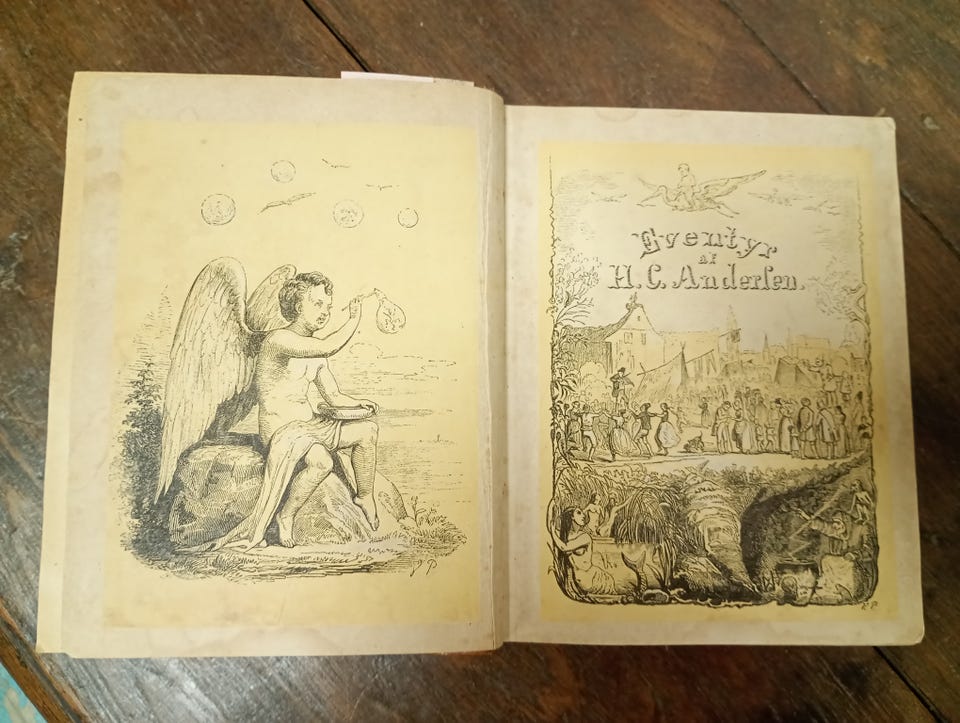 V P
Eventyr
af
H. C. Anderſen.
V P